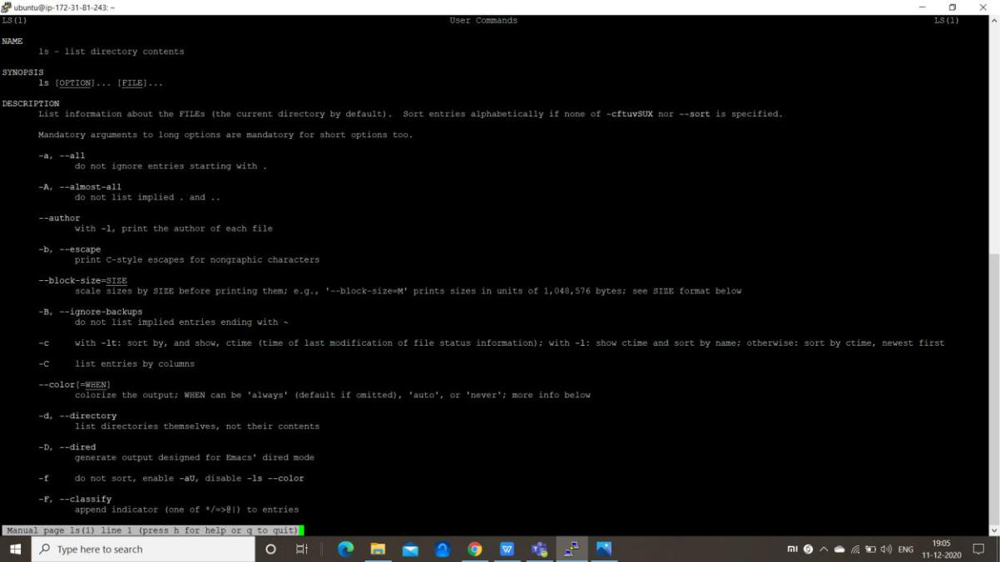 ubuntu@ip-172-31-81-243: ~
LS(1) User Commands LS(1)
NAME
ls - list directory contents
SYNOPSIS
ls [OPTION]... [FILE]...
DESCRIPTION
List information about the FILEs (the current directory by default). Sort entries alphabetically if none of -cftuvSUX nor --sort is specified.
Mandatory arguments to long options are mandatory for short options too.
-a, --all
do not ignore entries starting with .
-A, --almost-all
do not list implied . and ..
--author
with -l, print the author of each file
-b, --escape
print C-style escapes for nongraphic characters
--block-size=SIZE
scale sizes by SIZE before printing them; e.g., '--block-size=M' prints sizes in units of 1,048,576 bytes; see SIZE format below
-B, --ignore-backups
do not list implied entries ending with ~
-c with -lt: sort by, and show, ctime (time of last modification of file status information); with -l: show ctime and sort by name; otherwise: sort by ctime, newest first
-C list entries by columns
--color[=WHEN]
colorize the output; WHEN can be 'always' (default if omitted), 'auto', or 'never'; more info below
-d, --directory
list directories themselves, not their contents
-D, --dired
generate output designed for Emacs' dired mode
-f do not sort, enable -aU, disable -ls --color
-F, --classify
append indicator (one of */=>@|) to entries
Manual page ls(1) line 1 (press h for help or q to quit)
Type here to search
ENG
19:05
11-12-2020